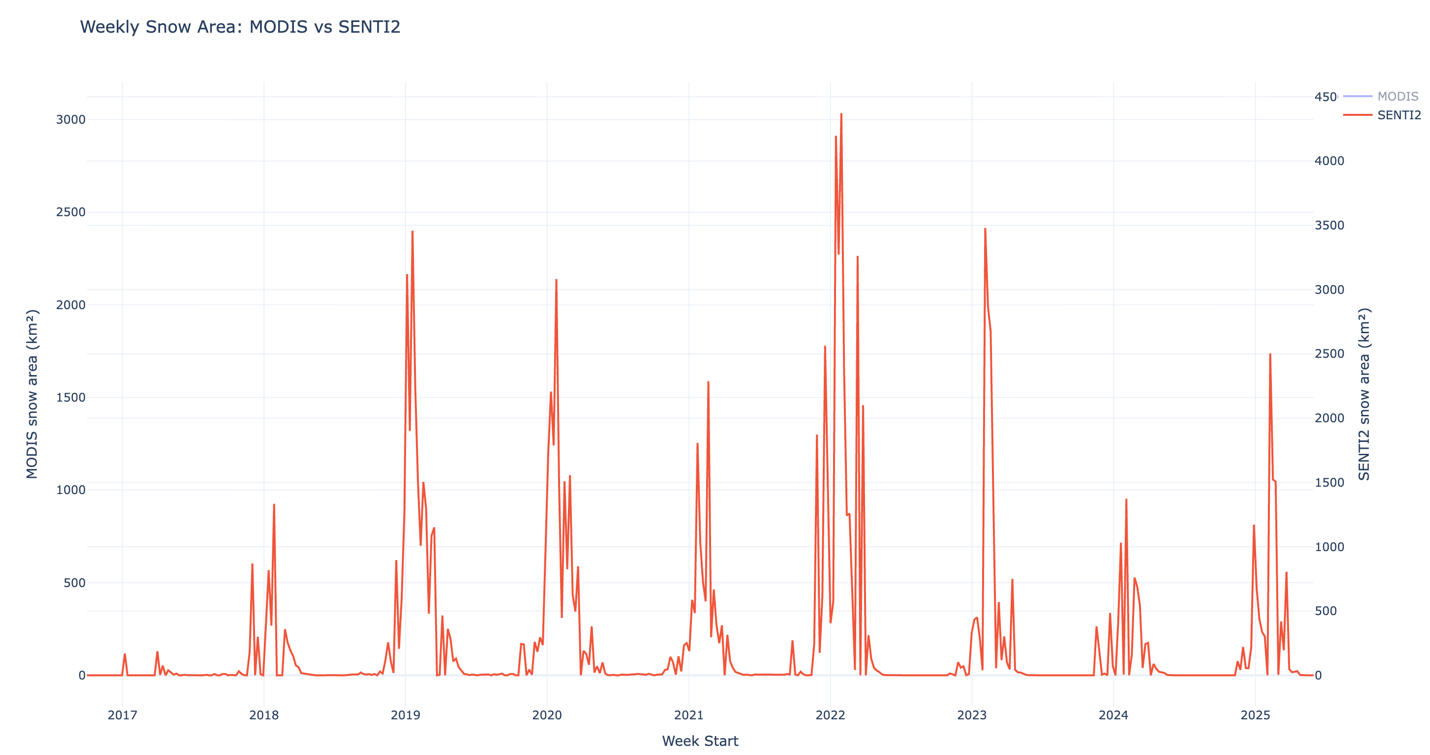 Weekly Snow Area: MODIS vs SENTI2
MODIS
SENTI2
3000
2500
2000
1500
1000
500
0
MODIS snow area (km²)
450
4000
3500
3000
2500
2000
1500
1000
500
0
SENTI2 snow area (km²)
2017 2018 2019 2020 2021 2022 2023 2024 2025
Week Start